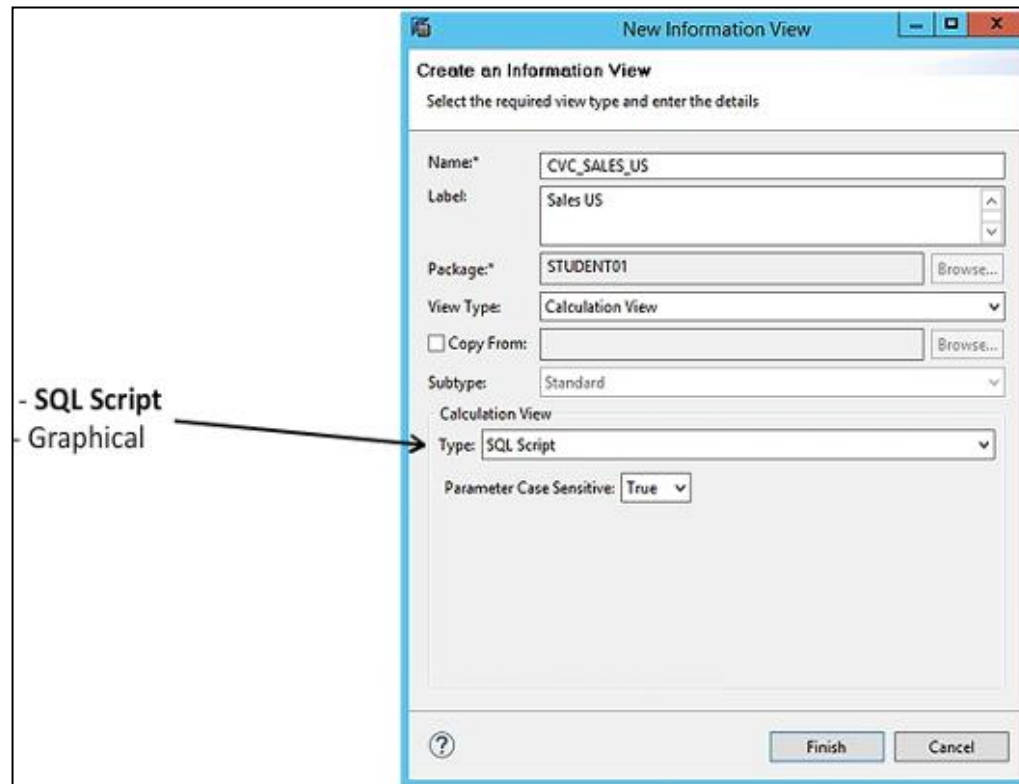 New Information View
Create an Information View
Select the required view type and enter the details
Name:* CVC_SALES_US
Label: Sales US
Package:* STUDENT01 Browse...
View Type: Calculation View
Copy From: Browse...
Subtype: Standard
Calculation View
- SQL Script
- Graphical
Type: SQL Script
Parameter Case Sensitive: True
? Finish Cancel